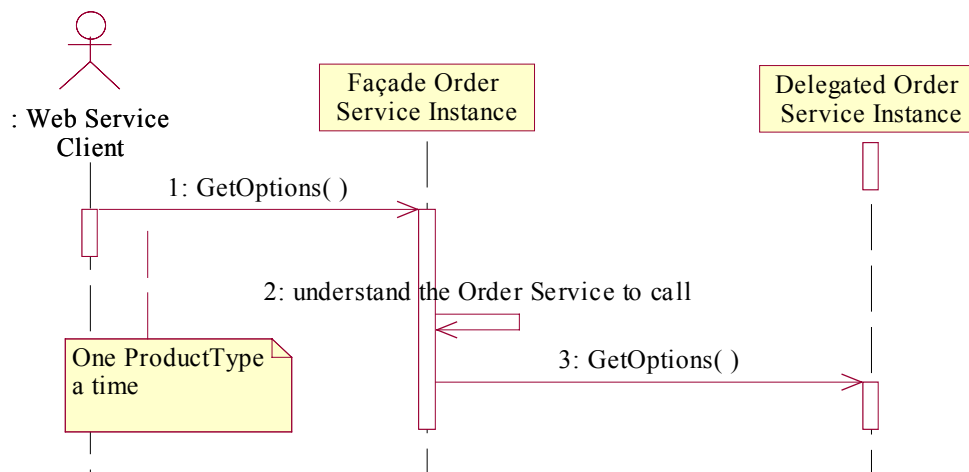 : Web Service
Client
Façade Order
Service Instance
Delegated Order
Service Instance
1: GetOptions( )
2: understand the Order Service to call
One ProductType
a time
3: GetOptions( )